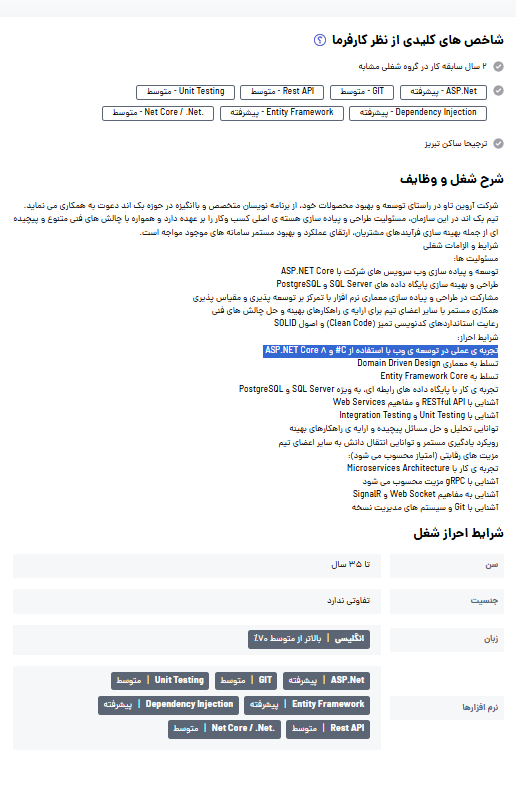 شاخص های کلیدی از نظر کارفرما ؟
۲ سال سابقه کار در گروه شغلی مشابه
ASP.Net - پیشرفته
GIT - متوسط
Rest API - متوسط
Unit Testing - متوسط
Dependency Injection - پیشرفته
Entity Framework - پیشرفته
.Net Core / .Net - متوسط
ترجیحا ساکن تبریز
شرح شغل و وظایف
شرکت آروین تاو در راستای توسعه و بهبود محصولات خود، از برنامه نویسان متخصص و باانگیزه در حوزه بک اند دعوت به همکاری می نماید.
تیم بک اند در این سازمان، مسئولیت طراحی و پیاده سازی هسته ی اصلی کسب وکار را بر عهده دارد و همواره با چالش های فنی متنوع و پیچیده
ای از جمله بهینه سازی فرآیندهای مشتریان، ارتقای عملکرد و بهبود مستمر سامانه های موجود مواجه است.
شرایط و الزامات شغلی
مسئولیت ها:
توسعه و پیاده سازی وب سرویس های شرکت با ASP.NET Core
طراحی و بهینه سازی پایگاه داده های SQL Server و PostgreSQL
مشارکت در طراحی و پیاده سازی معماری نرم افزار با تمرکز بر توسعه پذیری و مقیاس پذیری
همکاری مستمر با سایر اعضای تیم برای ارایه ی راهکارهای بهینه و حل چالش های فنی
رعایت استانداردهای کدنویسی تمیز (Clean Code) و اصول SOLID
شرایط احراز:
تجربه ی عملی در توسعه ی وب با استفاده از C# و ASP.NET Core ۸
تسلط به معماری Domain Driven Design
تسلط به Entity Framework Core
تجربه ی کار با پایگاه داده های رابطه ای، به ویژه SQL Server و PostgreSQL
آشنایی با RESTful API و مفاهیم Web Services
آشنایی با Unit Testing و Integration Testing
توانایی تحلیل و حل مسائل پیچیده و ارایه ی راهکارهای بهینه
رویکرد یادگیری مستمر و توانایی انتقال دانش به سایر اعضای تیم
مزیت های رقابتی (امتیاز محسوب می شود):
تجربه ی کار با Microservices Architecture
آشنایی با gRPC مزیت محسوب می شود
آشنایی به مفاهیم Web Socket و SignalR
آشنایی با Git و سیستم های مدیریت نسخه
شرایط احراز شغل
سن
تا ۳۵ سال
جنسیت
تفاوتی ندارد
زبان
انگلیسی | بالاتر از متوسط ۷۰٪
نرم افزارها
ASP.Net | پیشرفته
GIT | متوسط
Unit Testing | متوسط
Entity Framework | پیشرفته
Dependency Injection | پیشرفته
Rest API | متوسط
.Net Core / .Net | متوسط